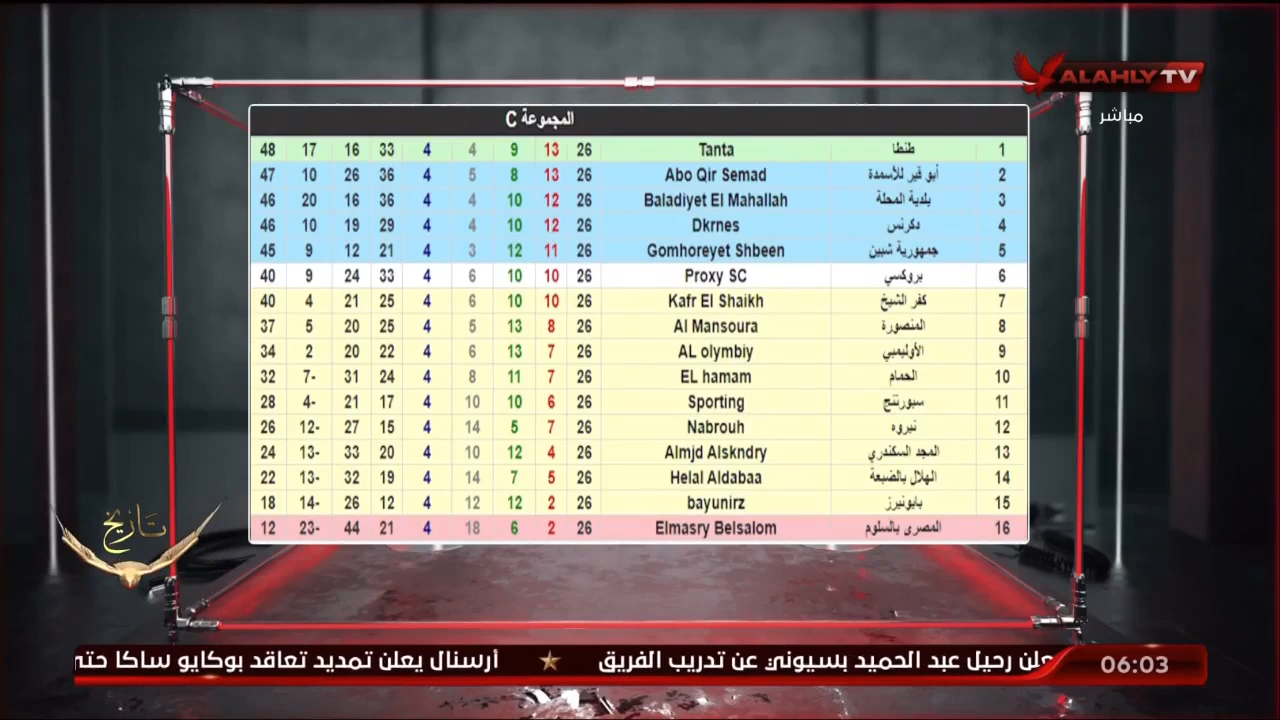 ALAHLY TV
مباشر
المجموعة C
1 طنطا Tanta 26 13 9 4 4 33 16 17 48
2 أبو قير للأسمدة Abo Qir Semad 26 13 8 5 4 36 26 10 47
3 بلدية المحلة Baladiyet El Mahallah 26 12 10 4 4 36 16 20 46
4 دكرنس Dkrnes 26 12 10 4 4 29 19 10 46
5 جمهورية شبين Gomhoreyet Shbeen 26 11 12 3 4 21 12 9 45
6 بروكسي Proxy SC 26 10 10 6 4 33 24 9 40
7 كفر الشيخ Kafr El Shaikh 26 10 10 6 4 25 21 4 40
8 المنصورة Al Mansoura 26 8 13 5 4 25 20 5 37
9 الأوليمبي AL olymbiy 26 7 13 6 4 22 20 2 34
10 الحمام EL hamam 26 7 11 8 4 24 31 7- 32
11 سبورتنج Sporting 26 6 10 10 4 17 21 4- 28
12 نبروه Nabrouh 26 7 5 14 4 15 27 12- 26
13 المجد السكندري Almjd Alskndry 26 4 12 10 4 20 33 13- 24
14 الهلال بالضبعة Helal Aldabaa 26 5 7 14 4 19 32 13- 22
15 بايونيرز bayunirz 26 2 12 12 4 12 26 14- 18
16 المصرى بالسلوم Elmasry Belsalom 26 2 6 18 4 21 44 23- 12
تاريخ
علن رحيل عبد الحميد بسيوني عن تدريب الفريق ★ أرسنال يعلن تمديد تعاقد بوكايو ساكا حتى
06:03